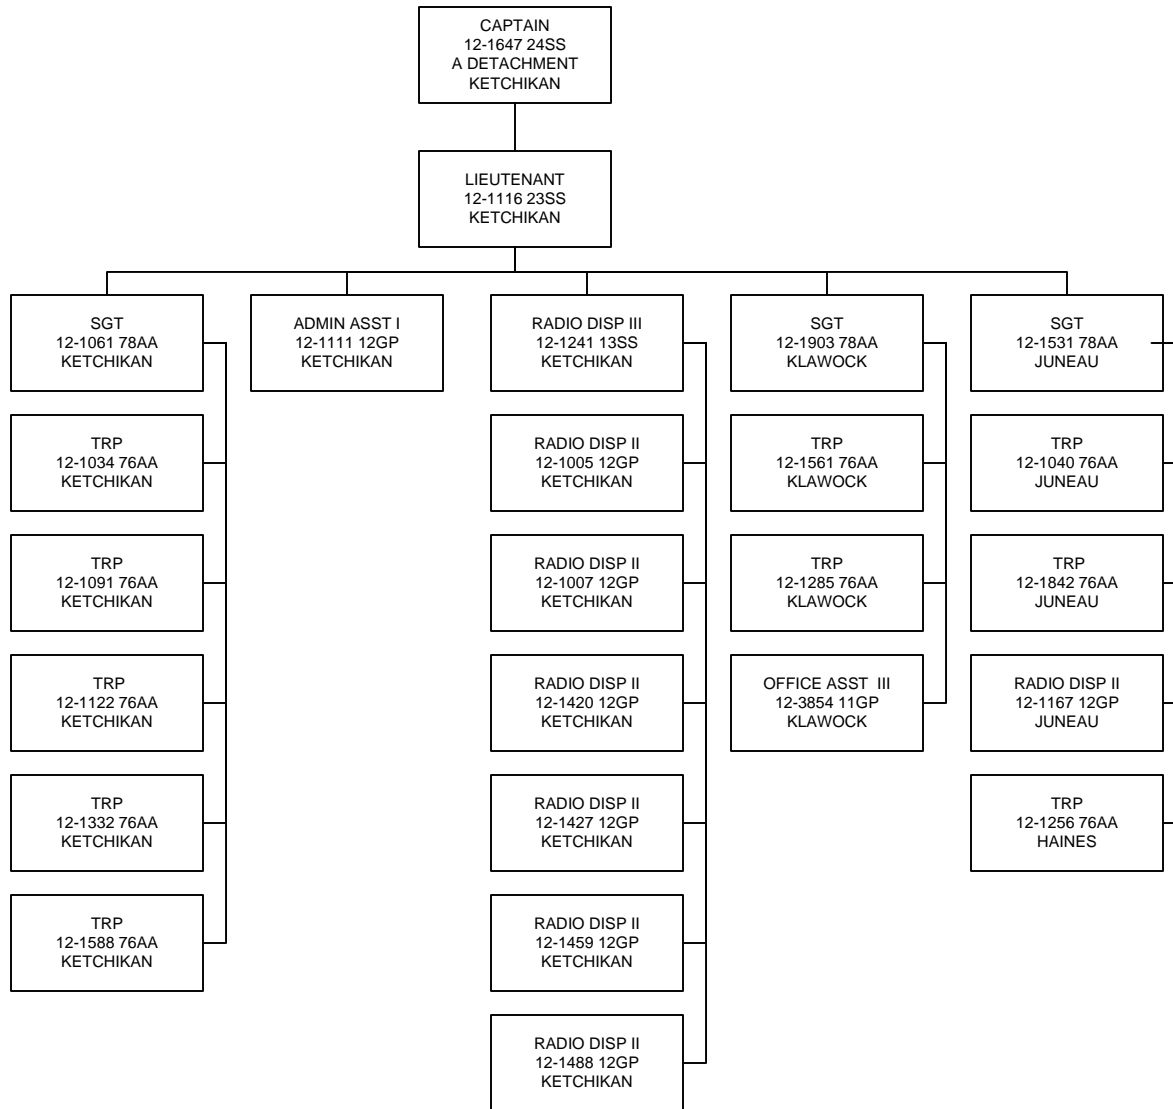 CAPTAIN
12-1647 24SS
A DETACHMENT
KETCHIKAN
LIEUTENANT
12-1116 23SS
KETCHIKAN
SGT
12-1061 78AA
KETCHIKAN
TRP
12-1034 76AA
KETCHIKAN
TRP
12-1091 76AA
KETCHIKAN
TRP
12-1122 76AA
KETCHIKAN
TRP
12-1332 76AA
KETCHIKAN
TRP
12-1588 76AA
KETCHIKAN
ADMIN ASST I
12-1111 12GP
KETCHIKAN
RADIO DISP III
12-1241 13SS
KETCHIKAN
RADIO DISP II
12-1005 12GP
KETCHIKAN
RADIO DISP II
12-1007 12GP
KETCHIKAN
RADIO DISP II
12-1420 12GP
KETCHIKAN
RADIO DISP II
12-1427 12GP
KETCHIKAN
RADIO DISP II
12-1459 12GP
KETCHIKAN
RADIO DISP II
12-1488 12GP
KETCHIKAN
SGT
12-1903 78AA
KLAWOCK
TRP
12-1561 76AA
KLAWOCK
TRP
12-1285 76AA
KLAWOCK
OFFICE ASST III
12-3854 11GP
KLAWOCK
SGT
12-1531 78AA
JUNEAU
TRP
12-1040 76AA
JUNEAU
TRP
12-1842 76AA
JUNEAU
RADIO DISP II
12-1167 12GP
JUNEAU
TRP
12-1256 76AA
HAINES